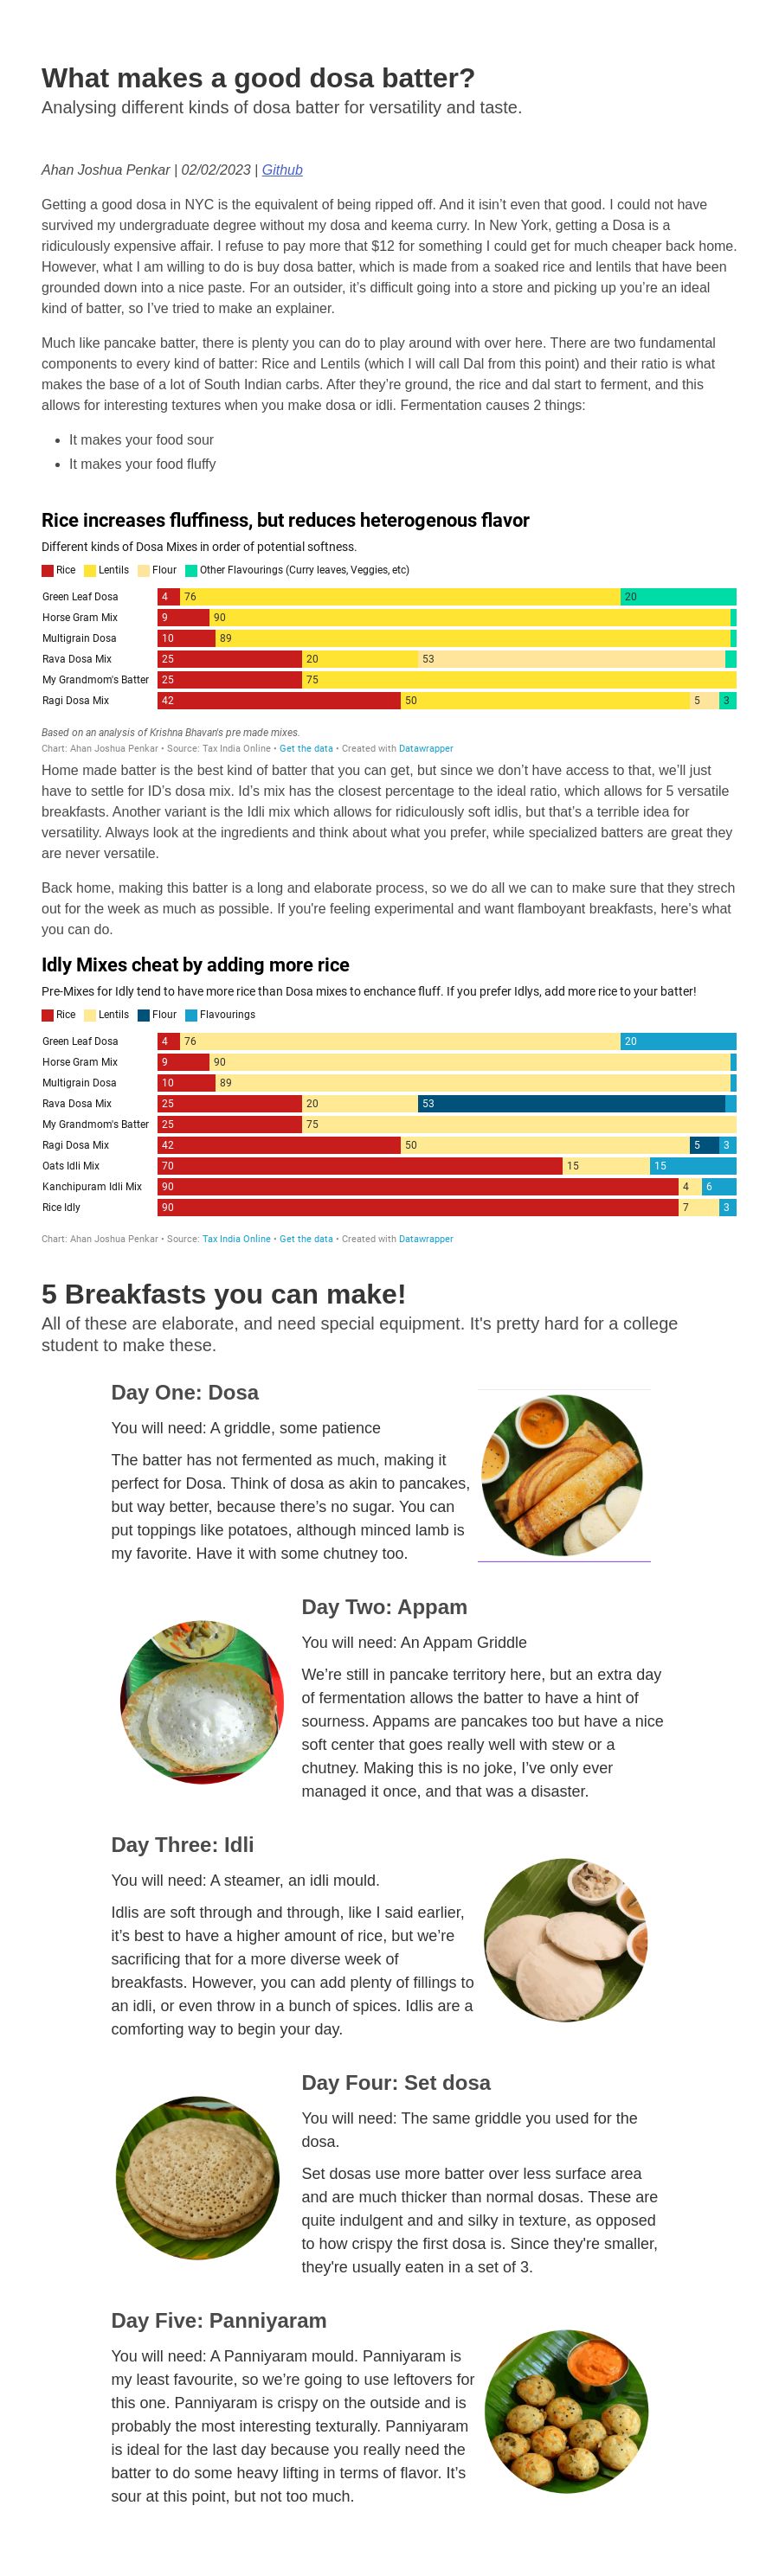 What makes a good dosa batter?
Analysing different kinds of dosa batter for versatility and taste.
Ahan Joshua Penkar | 02/02/2023 | Github
Getting a good dosa in NYC is the equivalent of being ripped off. And it isin’t even that good. I could not have
survived my undergraduate degree without my dosa and keema curry. In New York, getting a Dosa is a
ridiculously expensive affair. I refuse to pay more that $12 for something I could get for much cheaper back home.
However, what I am willing to do is buy dosa batter, which is made from a soaked rice and lentils that have been
grounded down into a nice paste. For an outsider, it’s difficult going into a store and picking up you’re an ideal
kind of batter, so I’ve tried to make an explainer.
Much like pancake batter, there is plenty you can do to play around with over here. There are two fundamental
components to every kind of batter: Rice and Lentils (which I will call Dal from this point) and their ratio is what
makes the base of a lot of South Indian carbs. After they’re ground, the rice and dal start to ferment, and this
allows for interesting textures when you make dosa or idli. Fermentation causes 2 things:
• It makes your food sour
• It makes your food fluffy
Rice increases fluffiness, but reduces heterogenous flavor
Different kinds of Dosa Mixes in order of potential softness.
Rice Lentils Flour Other Flavourings (Curry leaves, Veggies, etc)
Green Leaf Dosa 4 76 20
Horse Gram Mix 9 90
Multigrain Dosa 10 89
Rava Dosa Mix 25 20 53
My Grandmom's Batter 25 75
Ragi Dosa Mix 42 50 5 3
Based on an analysis of Krishna Bhavan's pre made mixes.
Chart: Ahan Joshua Penkar • Source: Tax India Online • Get the data • Created with Datawrapper
Home made batter is the best kind of batter that you can get, but since we don’t have access to that, we’ll just
have to settle for ID’s dosa mix. Id’s mix has the closest percentage to the ideal ratio, which allows for 5 versatile
breakfasts. Another variant is the Idli mix which allows for ridiculously soft idlis, but that’s a terrible idea for
versatility. Always look at the ingredients and think about what you prefer, while specialized batters are great they
are never versatile.
Back home, making this batter is a long and elaborate process, so we do all we can to make sure that they strech
out for the week as much as possible. If you're feeling experimental and want flamboyant breakfasts, here's what
you can do.
Idly Mixes cheat by adding more rice
Pre-Mixes for Idly tend to have more rice than Dosa mixes to enchance fluff. If you prefer Idlys, add more rice to your batter!
Rice Lentils Flour Flavourings
Green Leaf Dosa 4 76 20
Horse Gram Mix 9 90
Multigrain Dosa 10 89
Rava Dosa Mix 25 20 53
My Grandmom's Batter 25 75
Ragi Dosa Mix 42 50 5 3
Oats Idli Mix 70 15 15
Kanchipuram Idli Mix 90 4 6
Rice Idly 90 7 3
Chart: Ahan Joshua Penkar • Source: Tax India Online • Get the data • Created with Datawrapper
5 Breakfasts you can make!
All of these are elaborate, and need special equipment. It's pretty hard for a college
student to make these.
Day One: Dosa
You will need: A griddle, some patience
The batter has not fermented as much, making it
perfect for Dosa. Think of dosa as akin to pancakes,
but way better, because there’s no sugar. You can
put toppings like potatoes, although minced lamb is
my favorite. Have it with some chutney too.
Day Two: Appam
You will need: An Appam Griddle
We’re still in pancake territory here, but an extra day
of fermentation allows the batter to have a hint of
sourness. Appams are pancakes too but have a nice
soft center that goes really well with stew or a
chutney. Making this is no joke, I’ve only ever
managed it once, and that was a disaster.
Day Three: Idli
You will need: A steamer, an idli mould.
Idlis are soft through and through, like I said earlier,
it’s best to have a higher amount of rice, but we’re
sacrificing that for a more diverse week of
breakfasts. However, you can add plenty of fillings to
an idli, or even throw in a bunch of spices. Idlis are a
comforting way to begin your day.
Day Four: Set dosa
You will need: The same griddle you used for the
dosa.
Set dosas use more batter over less surface area
and are much thicker than normal dosas. These are
quite indulgent and and silky in texture, as opposed
to how crispy the first dosa is. Since they're smaller,
they're usually eaten in a set of 3.
Day Five: Panniyaram
You will need: A Panniyaram mould. Panniyaram is
my least favourite, so we’re going to use leftovers for
this one. Panniyaram is crispy on the outside and is
probably the most interesting texturally. Panniyaram
is ideal for the last day because you really need the
batter to do some heavy lifting in terms of flavor. It’s
sour at this point, but not too much.